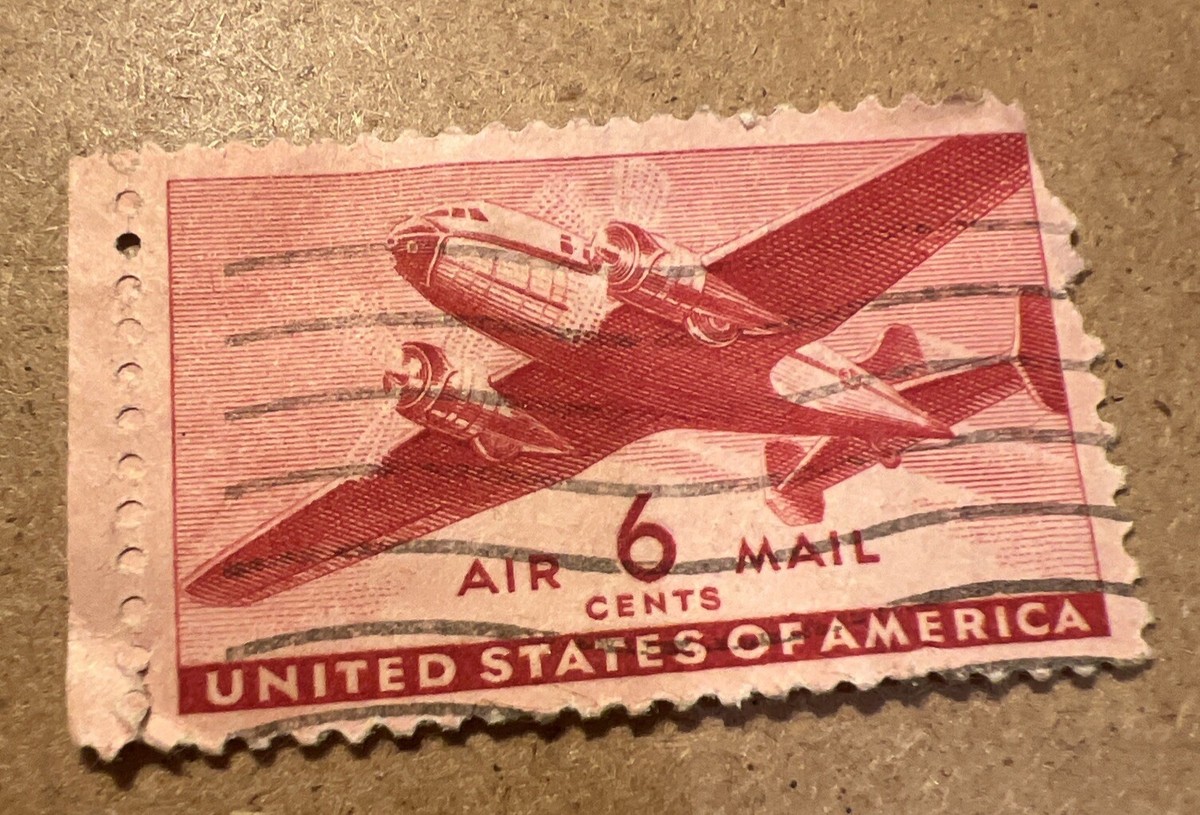 AIR 6 MAIL
CENTS
UNITED STATES OF AMERICA